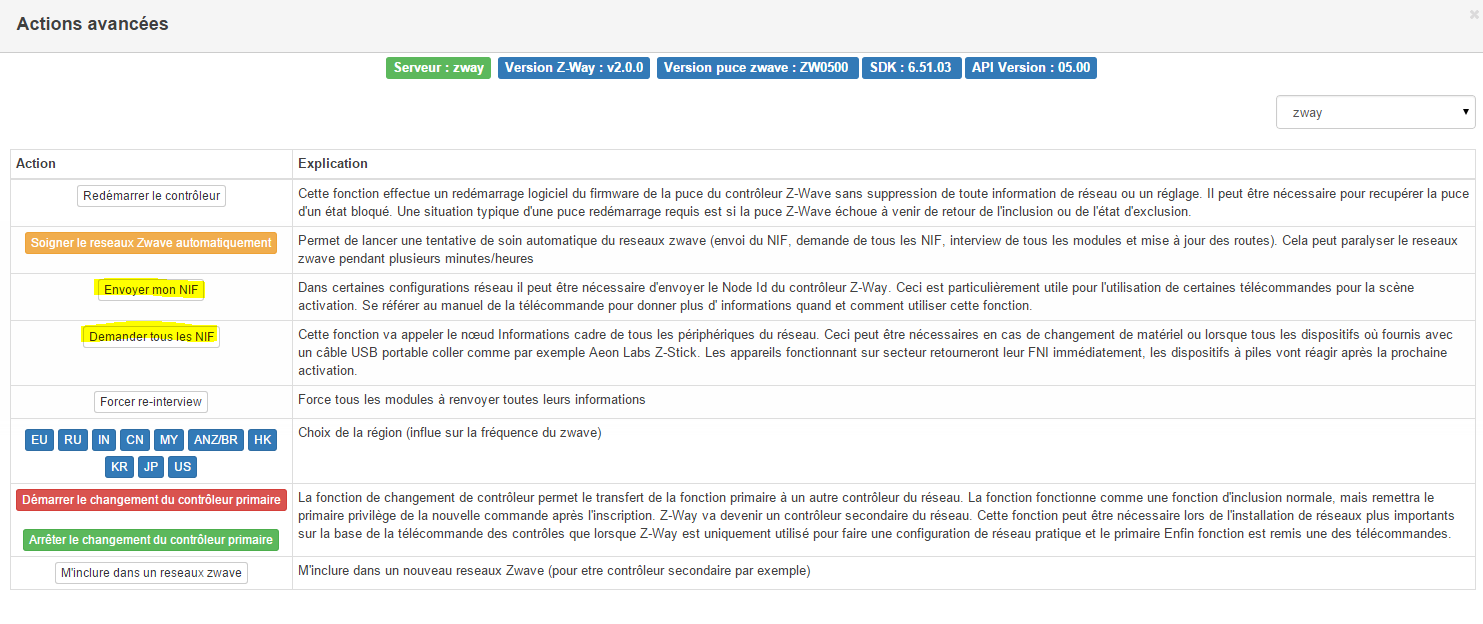 Actions avancées
×
Serveur : zway Version Z-Way : v2.0.0 Version puce zwave : ZW0500 SDK : 6.51.03 API Version : 05.00
zway
Action Explication
Redémarrer le contrôleur
Cette fonction effectue un redémarrage logiciel du firmware de la puce du contrôleur Z-Wave sans suppression de toute information de réseau ou un réglage. Il peut être nécessaire pour recupérer la puce
d'un état bloqué. Une situation typique d'une puce redémarrage requis est si la puce Z-Wave échoue à venir de retour de l'inclusion ou de l'état d'exclusion.
Soigner le reseaux Zwave automatiquement
Permet de lancer une tentative de soin automatique du reseaux zwave (envoi du NIF, demande de tous les NIF, interview de tous les modules et mise à jour des routes). Cela peut paralyser le reseaux
zwave pendant plusieurs minutes/heures
Envoyer mon NIF
Dans certaines configurations réseau il peut être nécessaire d'envoyer le Node Id du contrôleur Z-Way. Ceci est particulièrement utile pour l'utilisation de certaines télécommandes pour la scène
activation. Se référer au manuel de la télécommande pour donner plus d' informations quand et comment utiliser cette fonction.
Demander tous les NIF
Cette fonction va appeler le nœud Informations cadre de tous les périphériques du réseau. Ceci peut être nécessaires en cas de changement de matériel ou lorsque tous les dispositifs où fournis avec
un câble USB portable coller comme par exemple Aeon Labs Z-Stick. Les appareils fonctionnant sur secteur retourneront leur FNI immédiatement, les dispositifs à piles vont réagir après la prochaine
activation.
Forcer re-interview
Force tous les modules à renvoyer toutes leurs informations
EU RU IN CN MY ANZ/BR HK
KR JP US
Choix de la région (influe sur la fréquence du zwave)
Démarrer le changement du contrôleur primaire
Arrêter le changement du contrôleur primaire
La fonction de changement de contrôleur permet le transfert de la fonction primaire à un autre contrôleur du réseau. La fonction fonctionne comme une fonction d'inclusion normale, mais remettra le
primaire privilège de la nouvelle commande après l'inscription. Z-Way va devenir un contrôleur secondaire du réseau. Cette fonction peut être nécessaire lors de l'installation de réseaux plus importants
sur la base de la télécommande des contrôles que lorsque Z-Way est uniquement utilisé pour faire une configuration de réseau pratique et le primaire Enfin fonction est remis une des télécommandes.
M'inclure dans un reseaux zwave
M'inclure dans un nouveau reseaux Zwave (pour etre contrôleur secondaire par exemple)